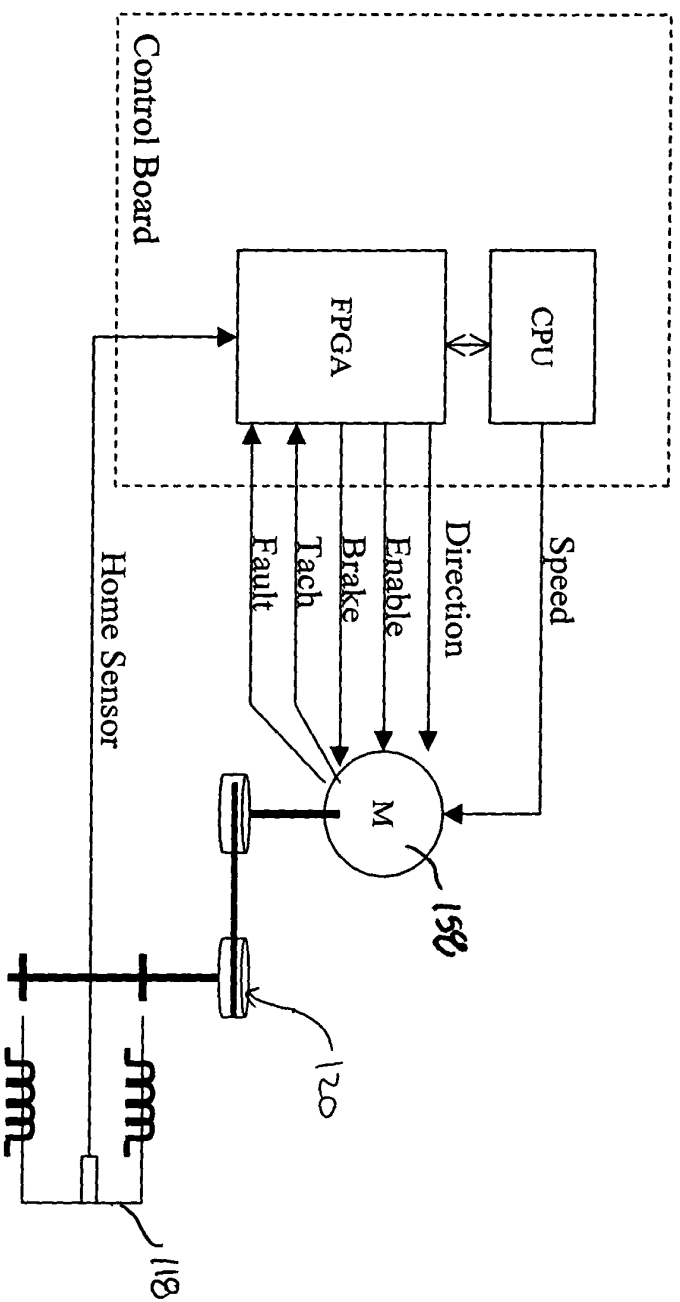 CPU
Speed
Direction
FPGA
Enable
M
Brake
Tach
Fault
158
120
Control Board
Home Sensor
118